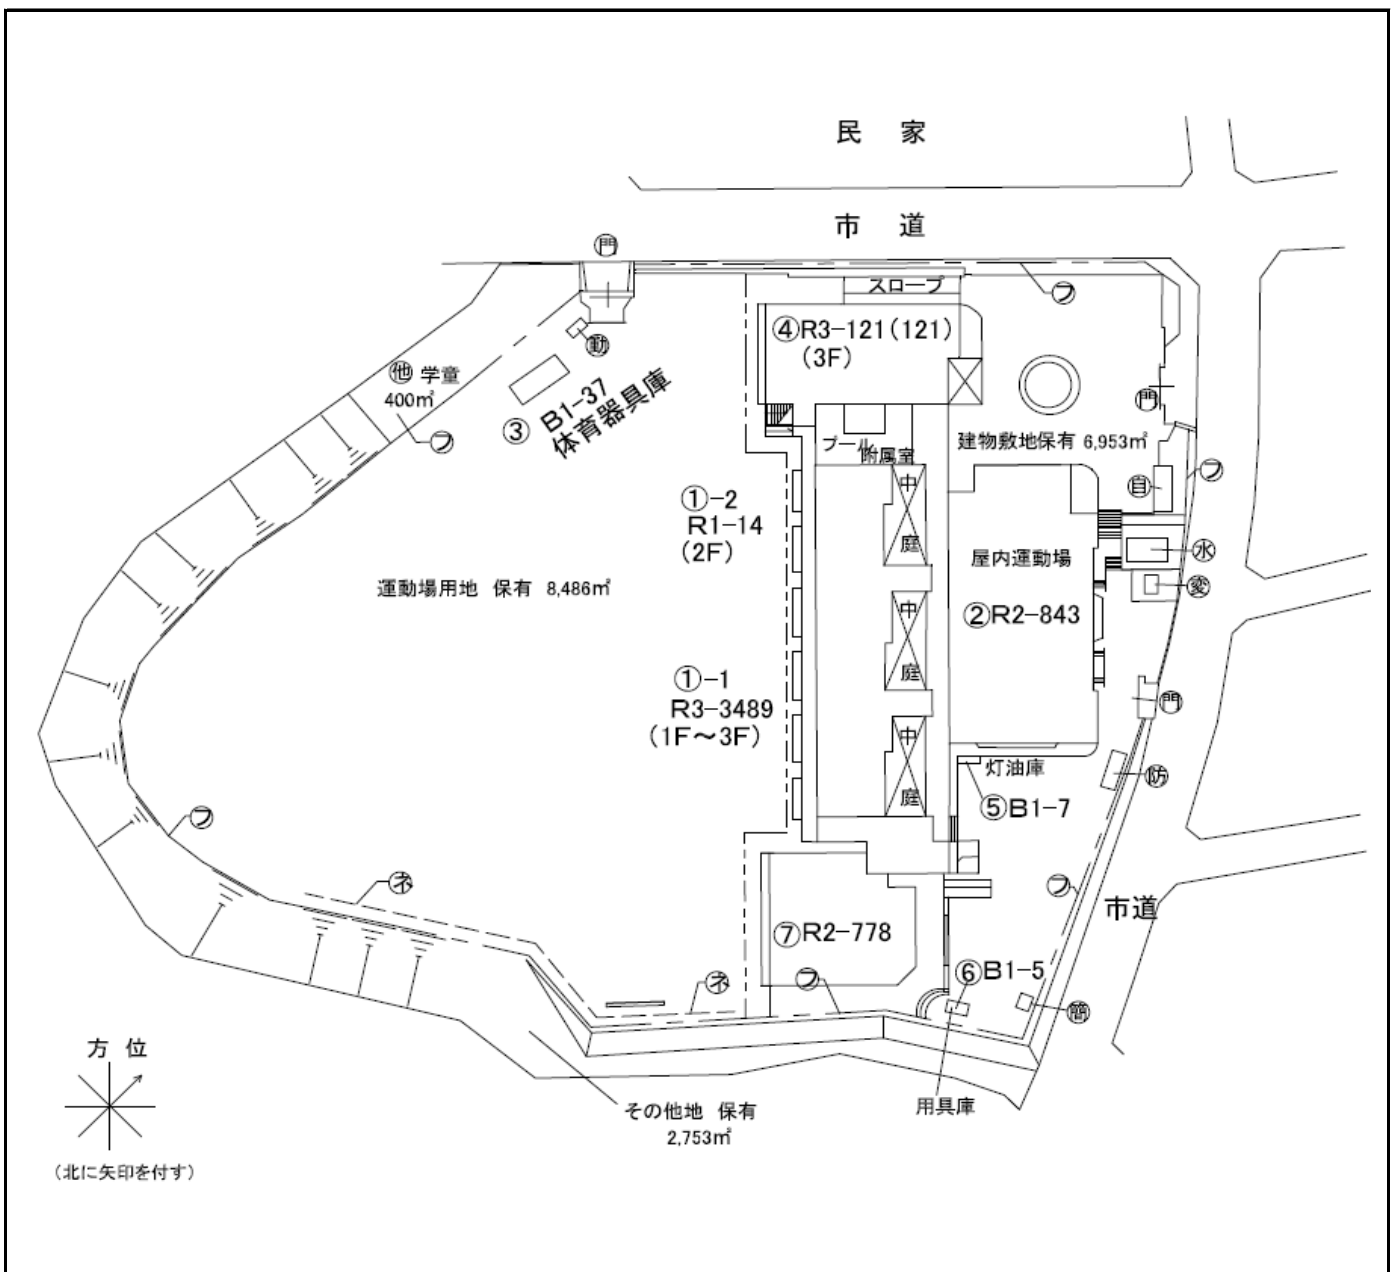 民 家
市 道
門
スロープ
フ
④R3-121(121)
(3F)
勤
他 学童
400㎡
フ
③ B1-37
体育器具庫
門
プール
附属室
建物敷地保有 6,953㎡
フ
自
中
庭
①-2
R1-14
(2F)
屋内運動場
水
変
運動場用地 保有 8,486㎡
②R2-843
中
庭
①-1
R3-3489
(1F～3F)
門
中
庭
灯油庫
防
⑤B1-7
フ
ネ
フ
市道
⑦R2-778
⑥B1-5
ネ
フ
簡
方 位
用具庫
その他地 保有
2,753㎡
(北に矢印を付す)